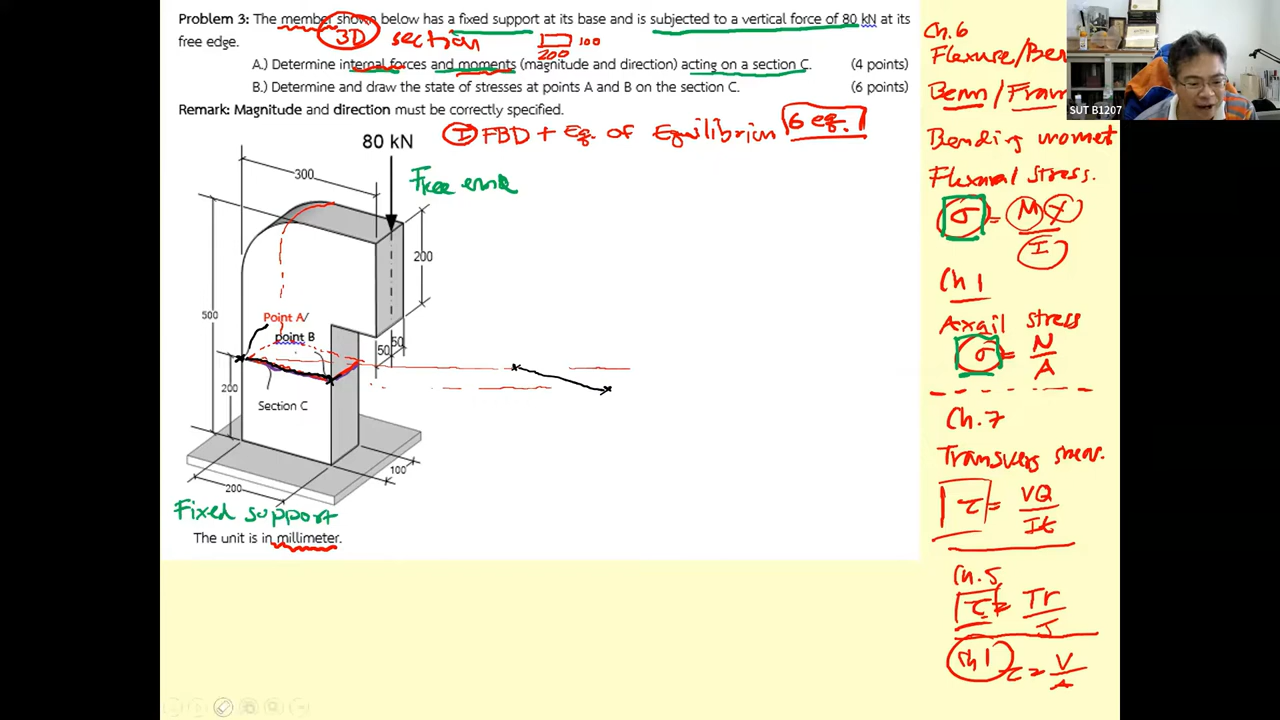 Problem 3: The member shown below has a fixed support at its base and is subjected to a vertical force of 80 kN at its
free edge.
3D section
200
100
A.) Determine internal forces and moments (magnitude and direction) acting on a section C. (4 points)
B.) Determine and draw the state of stresses at points A and B on the section C. (6 points)
Remark: Magnitude and direction must be correctly specified.
I FBD + Eq. of Equilibrium 6 eq.
80 kN
300
Free
200
500
Point A/
point B
50
50
200
Section C
100
200
Fixed support
The unit is in millimeter.
Ch.6
Flexure/Ben
Beam/Fram
Bending moment
Flexural stress.
σ = M y
I
Ch 1
Axail stress
σ = N
A
Ch.7
Transvers shear.
τ = VQ
It
Ch.5
τ = Tr
J
Ch 1
τ = V
A
SUT B1207